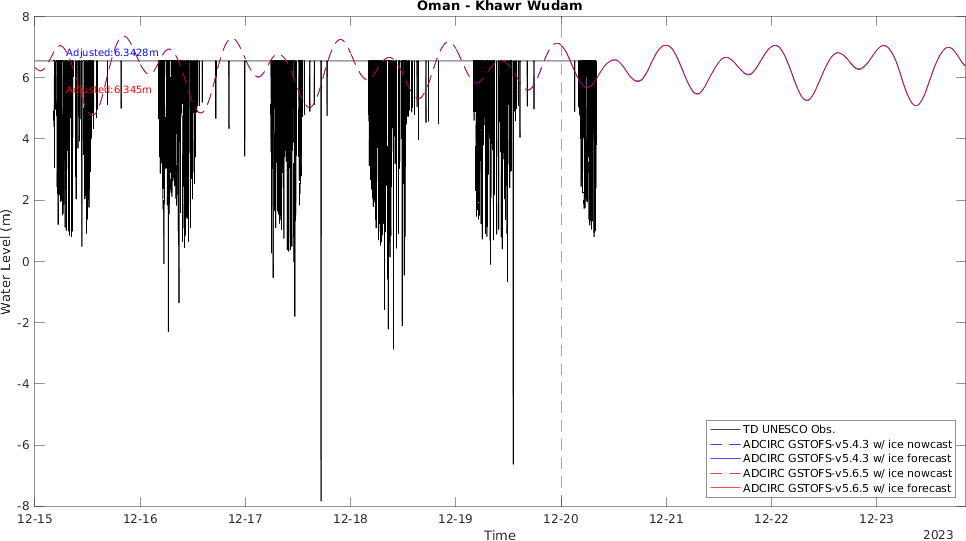 Oman - Khawr Wudam
8
6
4
2
0
-2
-4
-6
-8
Water Level (m)
Adjusted:6.3428m
Adjusted:6.345m
TD UNESCO Obs.
ADCIRC GSTOFS-v5.4.3 w/ ice nowcast
ADCIRC GSTOFS-v5.4.3 w/ ice forecast
ADCIRC GSTOFS-v5.6.5 w/ ice nowcast
ADCIRC GSTOFS-v5.6.5 w/ ice forecast
12-15 12-16 12-17 12-18 12-19 12-20 12-21 12-22 12-23
Time
2023